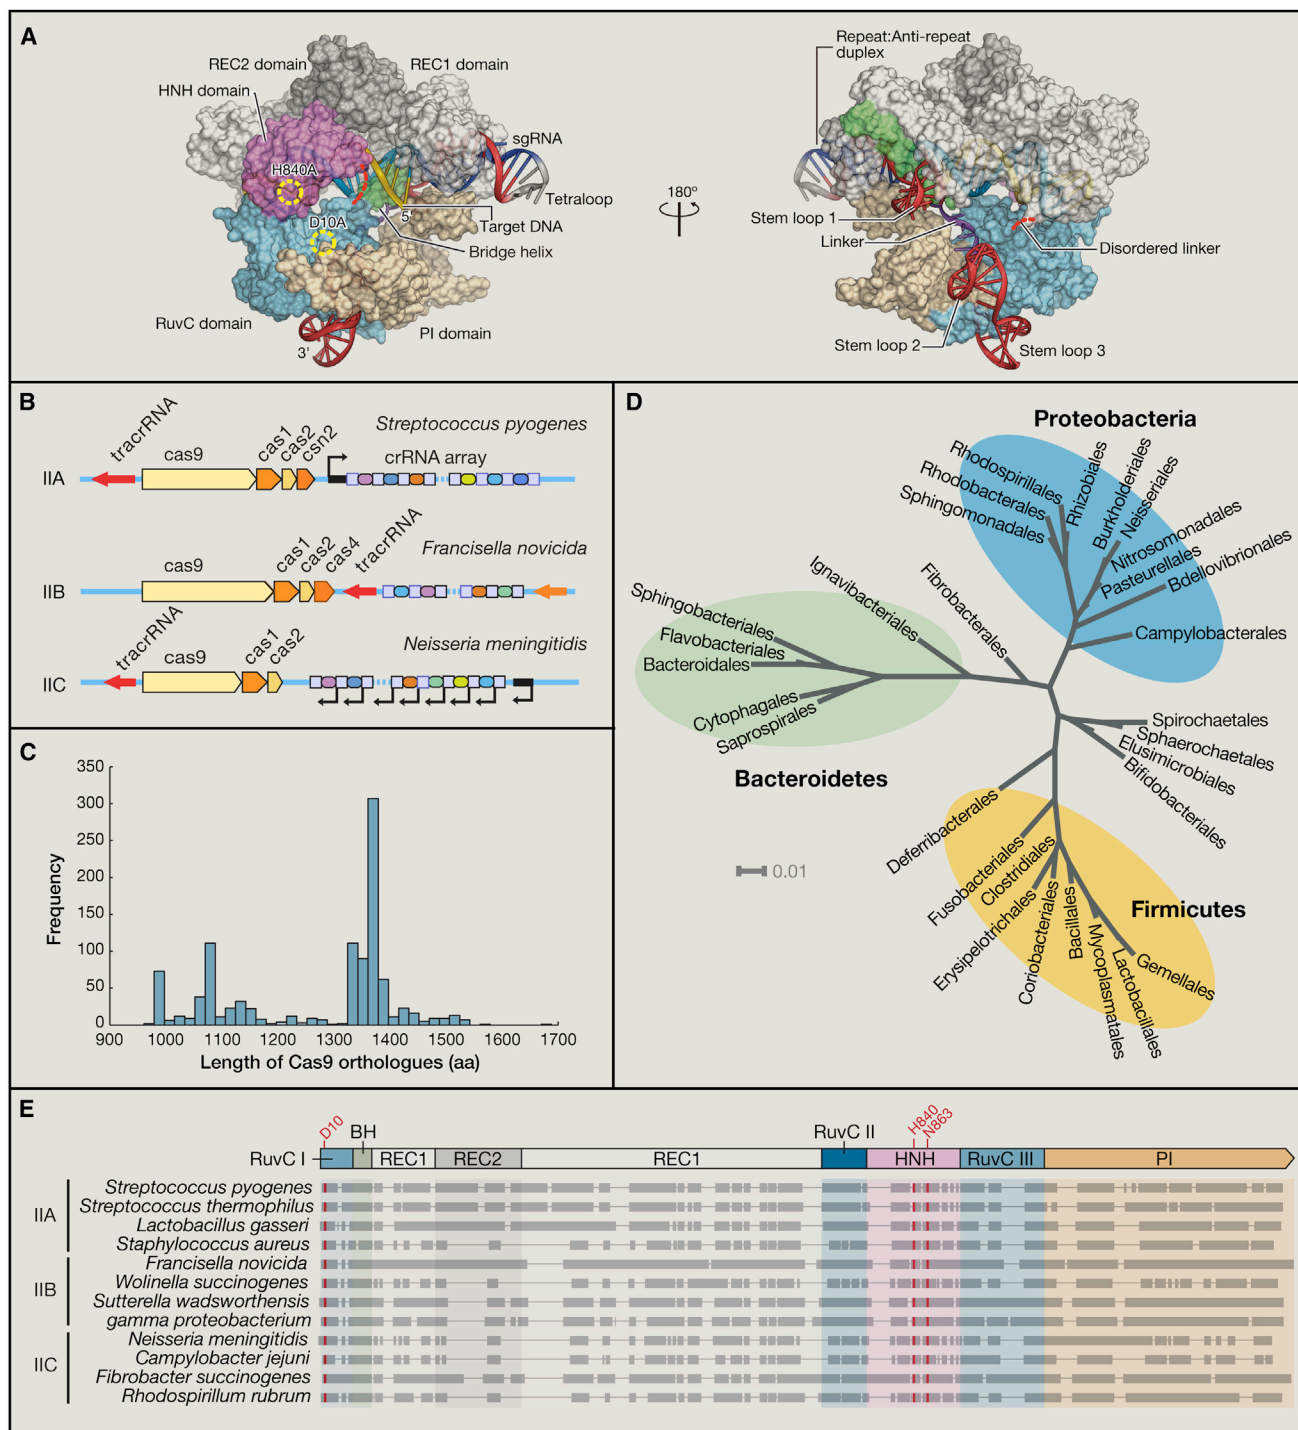 A
REC2 domain
REC1 domain
HNH domain
H840A
D10A
sgRNA
Tetraloop
5'
Target DNA
Bridge helix
RuvC domain
PI domain
3'
180°
Repeat:Anti-repeat
duplex
Stem loop 1
Linker
Disordered linker
Stem loop 2
Stem loop 3
B
IIA
tracrRNA
cas9
cas1
cas2
csn2
Streptococcus pyogenes
crRNA array
IIB
cas9
cas1
cas2
cas4
tracrRNA
Francisella novicida
IIC
tracrRNA
cas9
cas1
cas2
Neisseria meningitidis
C
Frequency
350
300
250
200
150
100
50
0
900
1000
1100
1200
1300
1400
1500
1600
1700
Length of Cas9 orthologues (aa)
D
Proteobacteria
Rhodospirillales
Rhodobacterales
Sphingomonadales
Rhizobiales
Burkholderiales
Neisseriales
Nitrosomonadales
Pasteurellales
Bdellovibrionales
Campylobacterales
Ignavibacteriales
Fibrobacterales
Sphingobacteriales
Flavobacteriales
Bacteroidales
Cytophagales
Saprospirales
Bacteroidetes
Spirochaetales
Sphaerochaetales
Elusimicrobiales
Bifidobacteriales
Deferribacterales
Fusobacteriales
Clostridiales
Erysipelotrichales
Coriobacteriales
Bacillales
Mycoplasmatales
Lactobacillales
Gemellales
Firmicutes
0.01
E
D10
BH
RuvC II
H840
N863
RuvC I
REC1
REC2
REC1
HNH
RuvC III
PI
IIA
Streptococcus pyogenes
Streptococcus thermophilus
Lactobacillus gasseri
Staphylococcus aureus
IIB
Francisella novicida
Wolinella succinogenes
Sutterella wadsworthensis
gamma proteobacterium
IIC
Neisseria meningitidis
Campylobacter jejuni
Fibrobacter succinogenes
Rhodospirillum rubrum